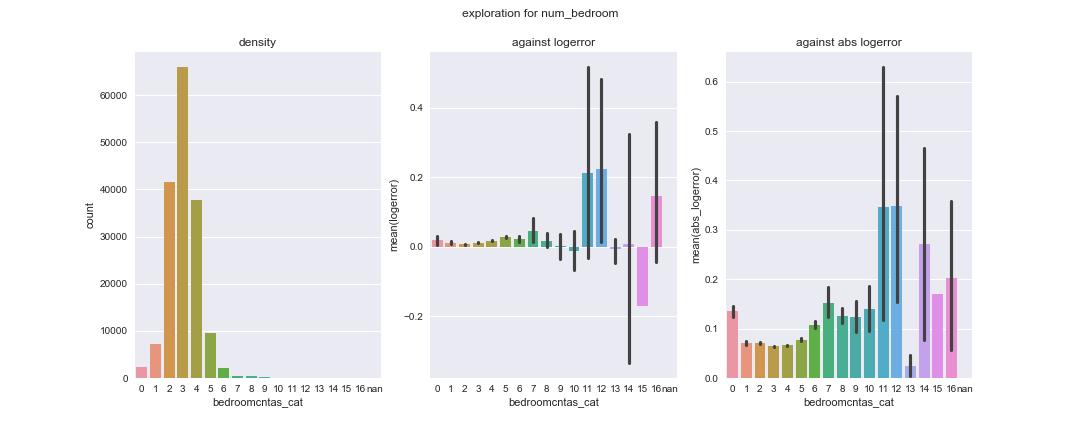 exploration for num_bedroom
density
60000
50000
40000
30000
20000
10000
0
count
0 1 2 3 4 5 6 7 8 9 10 11 12 13 14 15 16 nan
bedroomcntas_cat
against logerror
0.4
0.2
0.0
−0.2
mean(logerror)
0 1 2 3 4 5 6 7 8 9 10 11 12 13 14 15 16 nan
bedroomcntas_cat
against abs logerror
0.6
0.5
0.4
0.3
0.2
0.1
0.0
mean(abs_logerror)
0 1 2 3 4 5 6 7 8 9 10 11 12 13 14 15 16 nan
bedroomcntas_cat